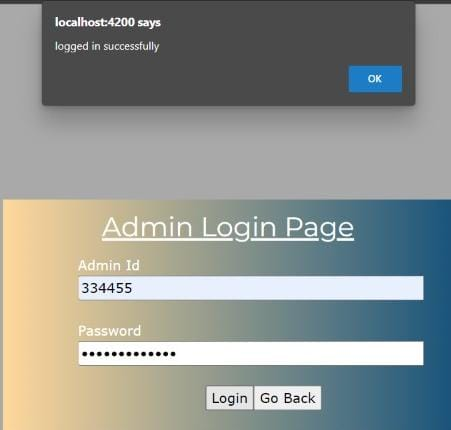 localhost:4200 says
logged in successfully
OK
Admin Login Page
Admin Id
334455
Password
•••••••••••••
Login Go Back